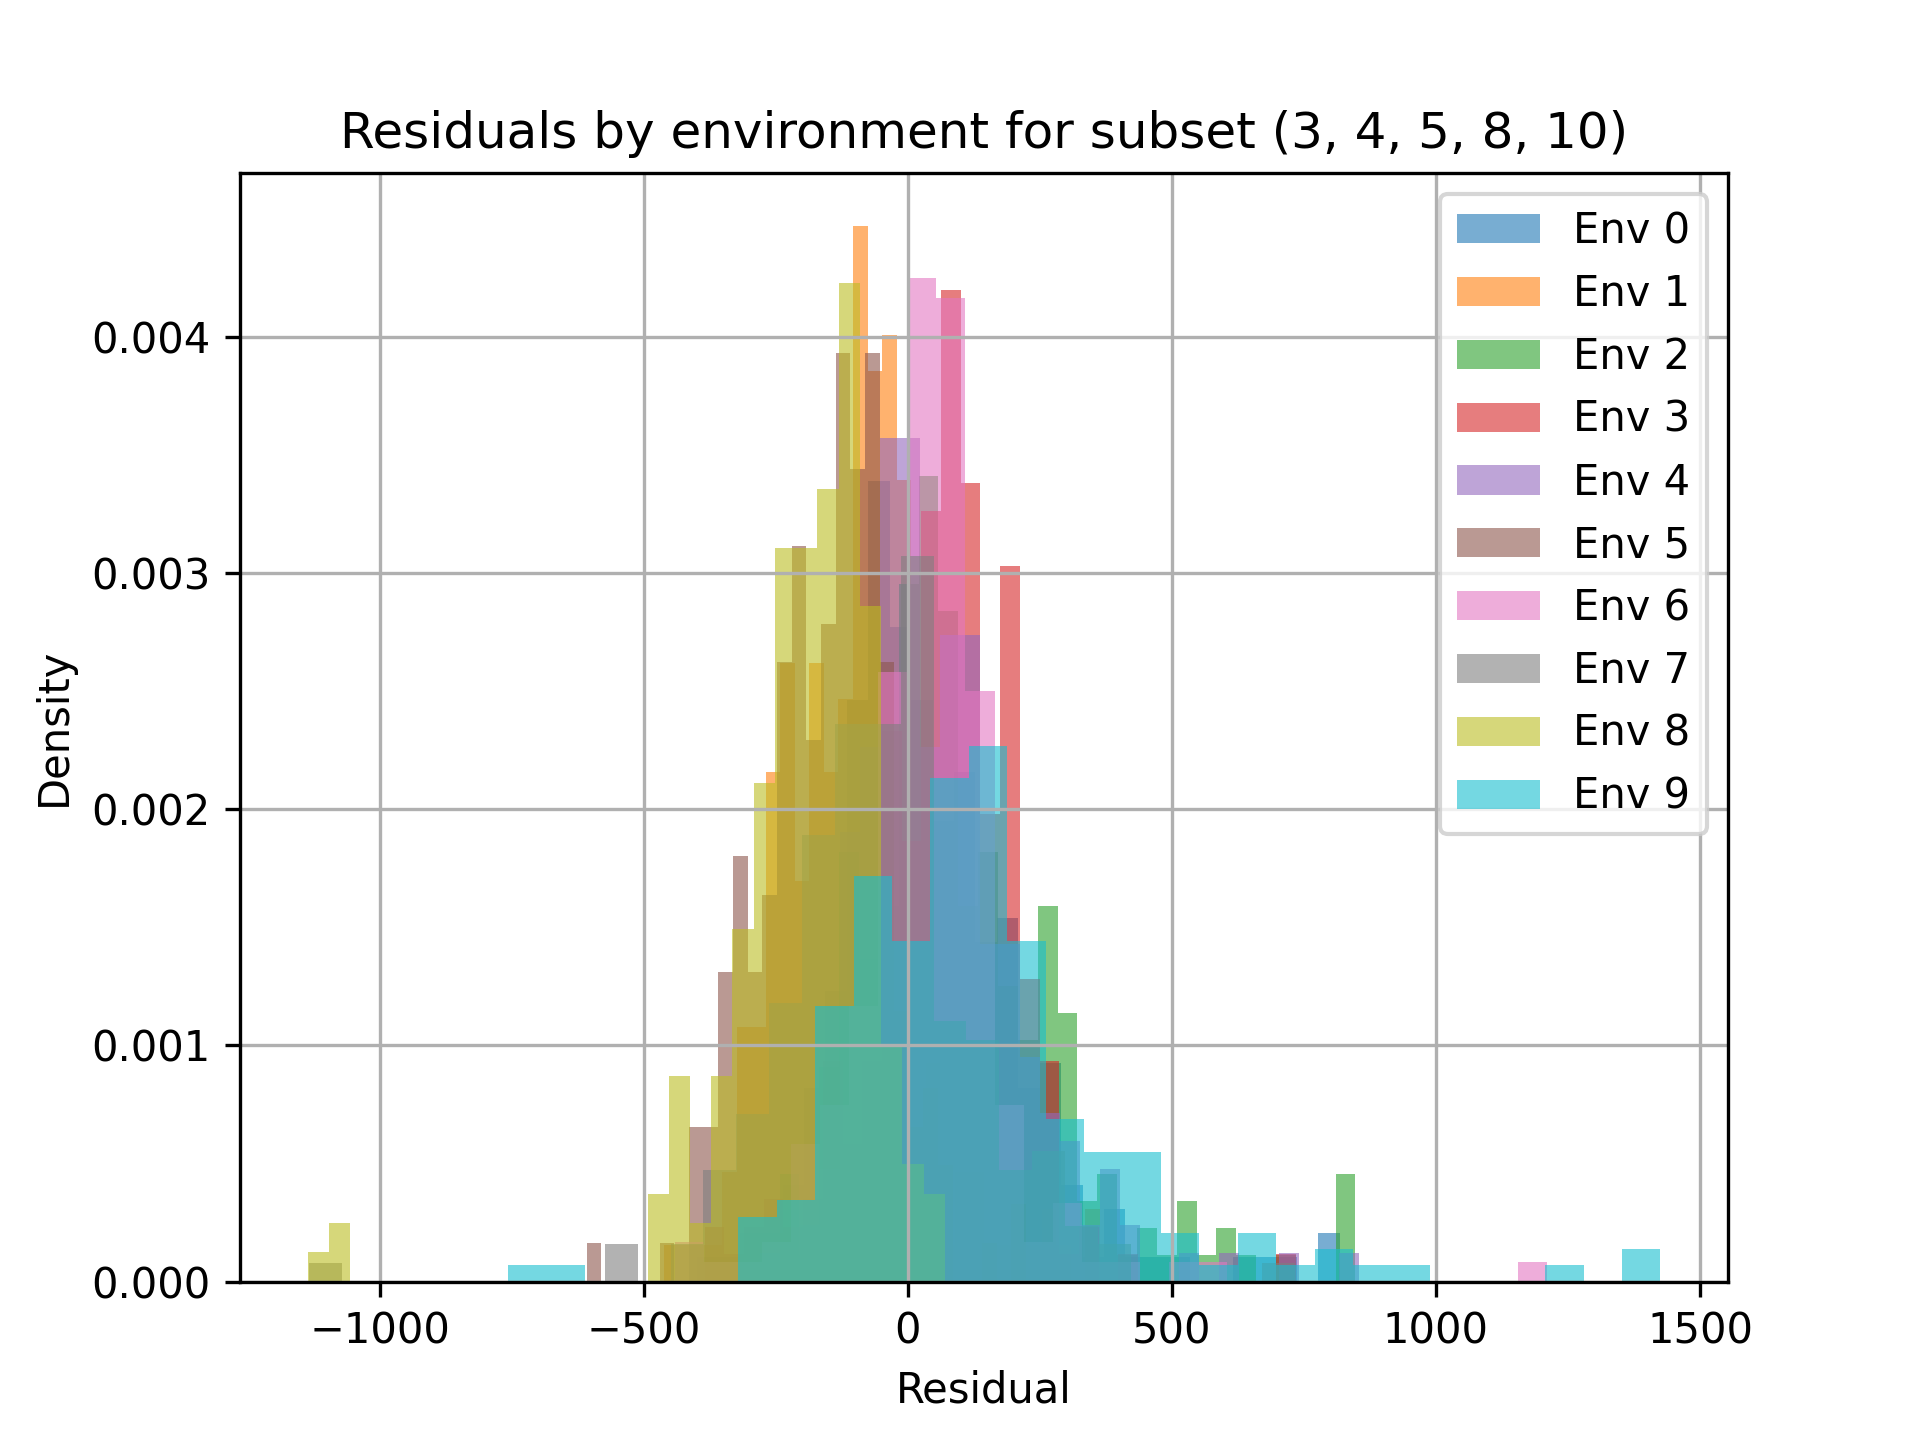 Residuals by environment for subset (3, 4, 5, 8, 10)
Density
0.004
0.003
0.002
0.001
0.000
−1000
−500
0
500
1000
1500
Residual
Env 0
Env 1
Env 2
Env 3
Env 4
Env 5
Env 6
Env 7
Env 8
Env 9